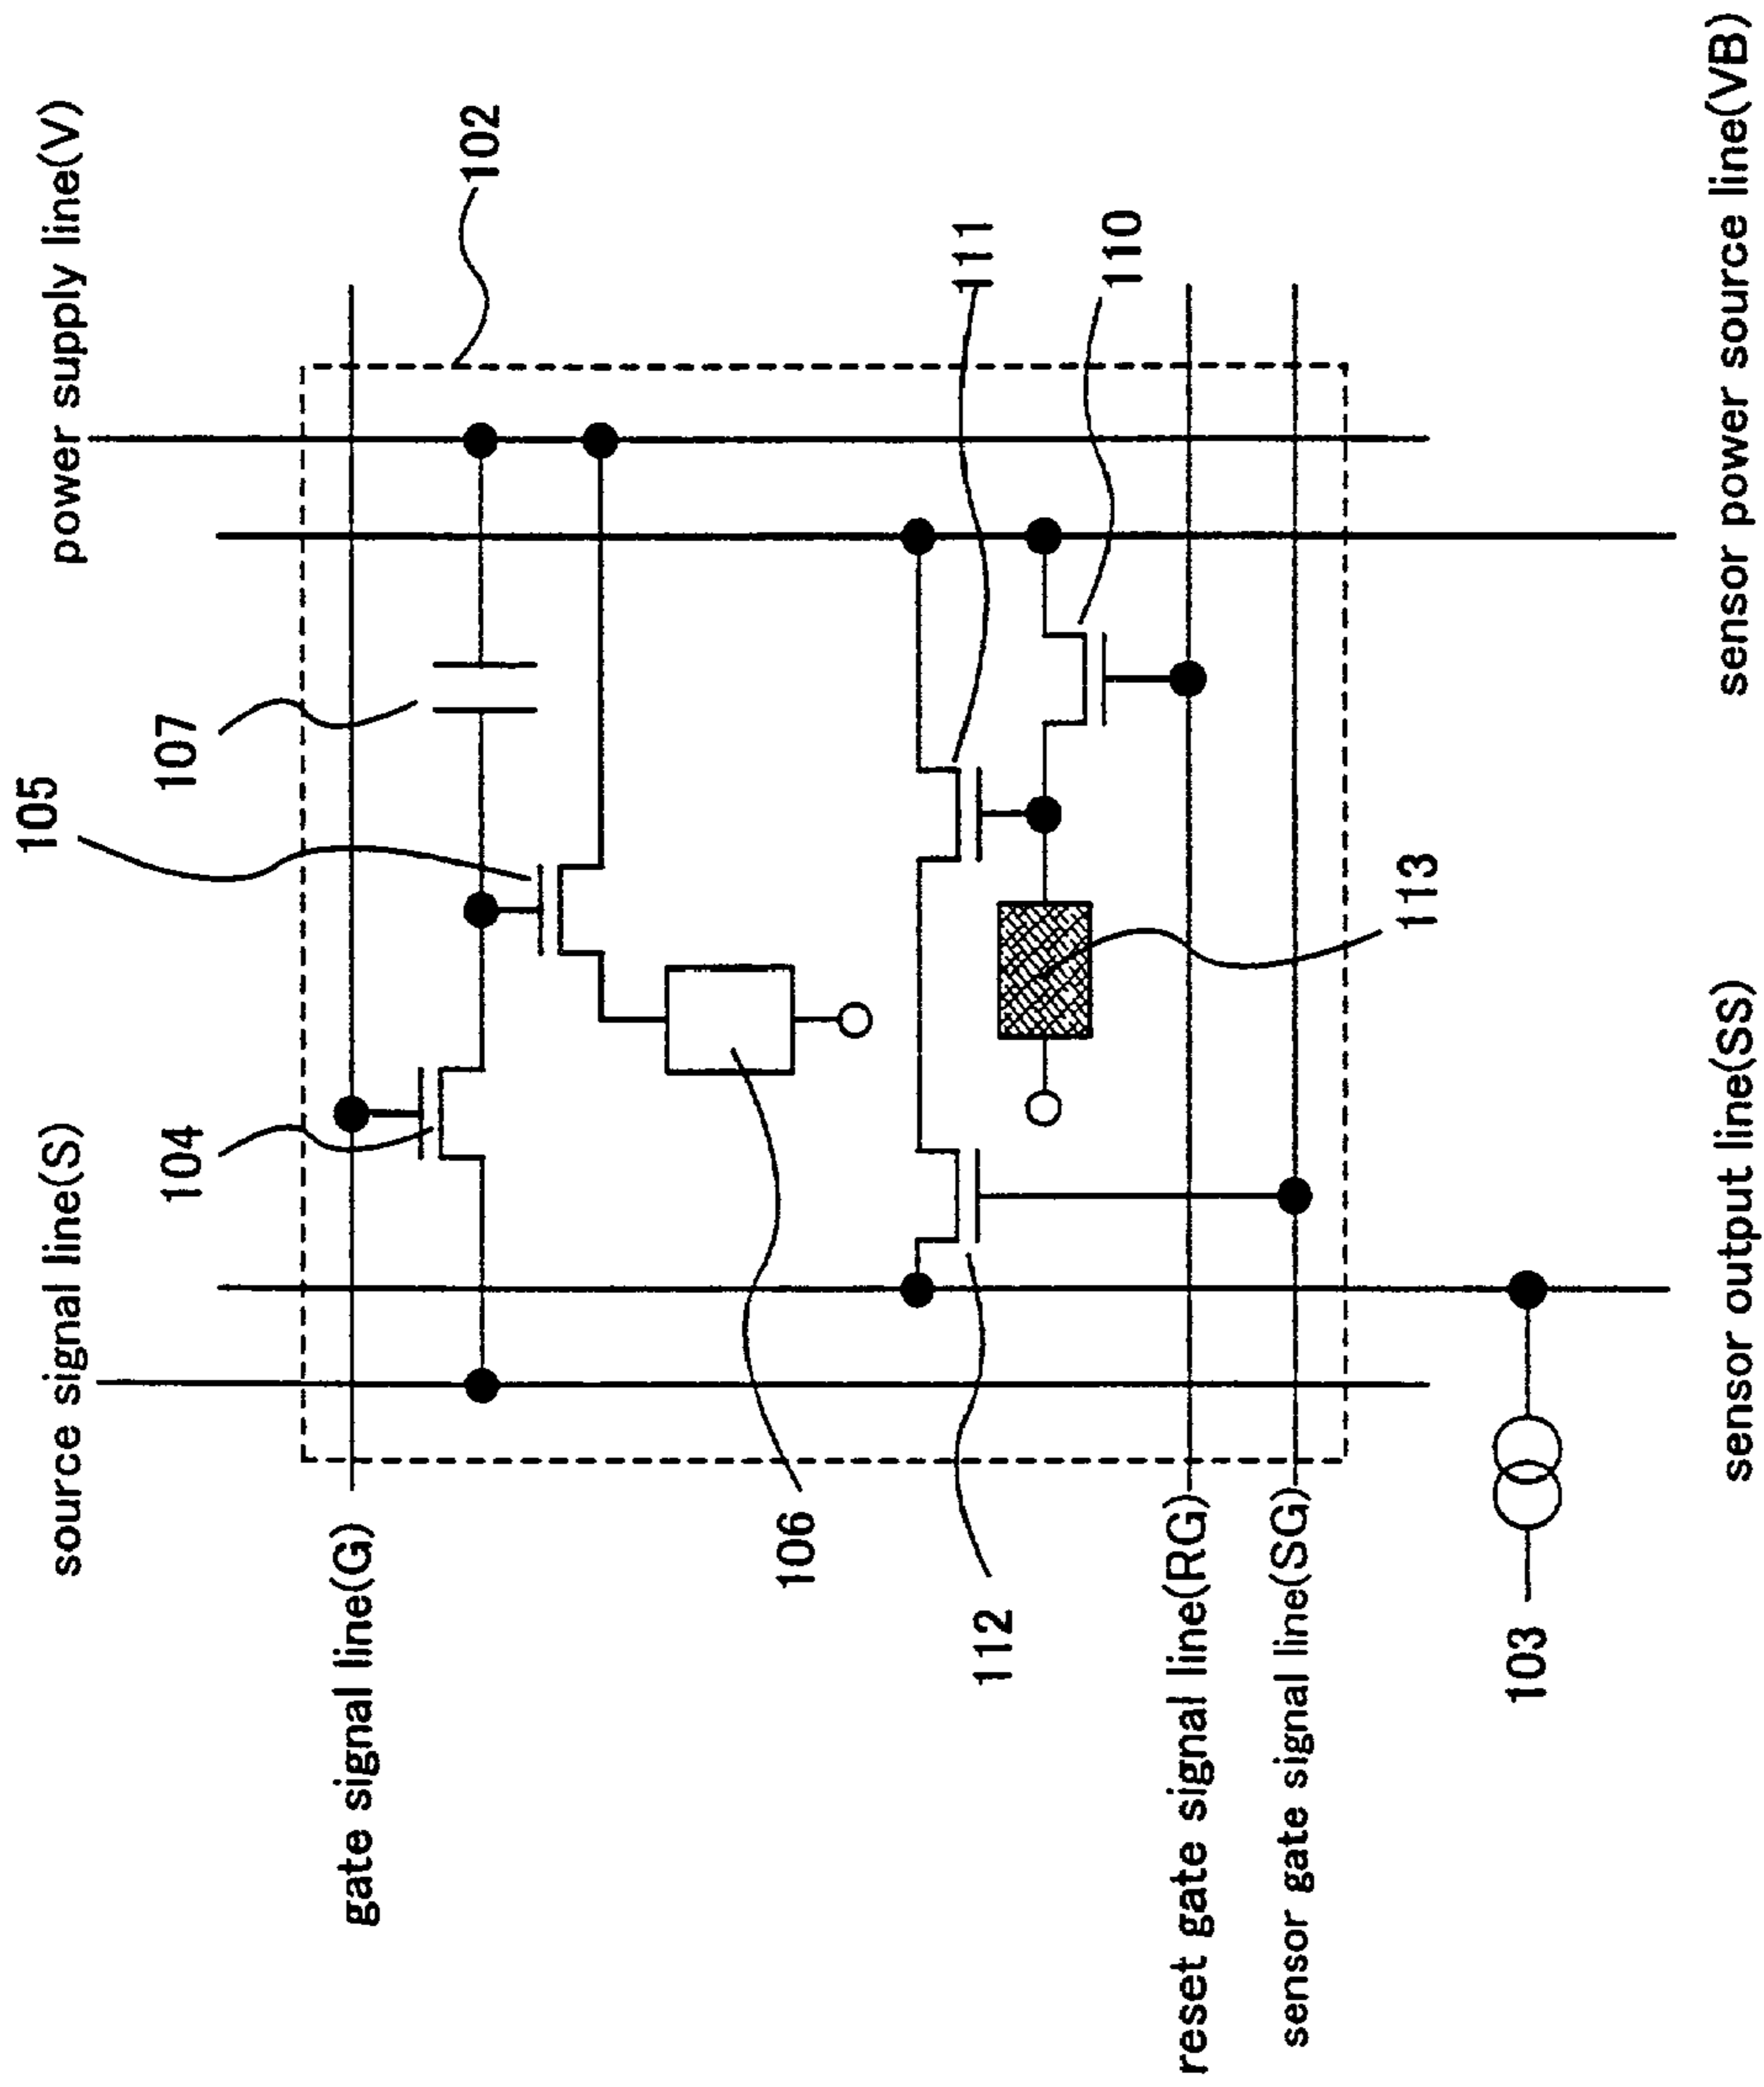 source signal line(S)
power supply line(V)
gate signal line(G)
104
105
107
102
106
111
110
112
113
reset gate signal line(RG)
sensor gate signal line(SG)
103
sensor output line(SS)
sensor power source line(VB)